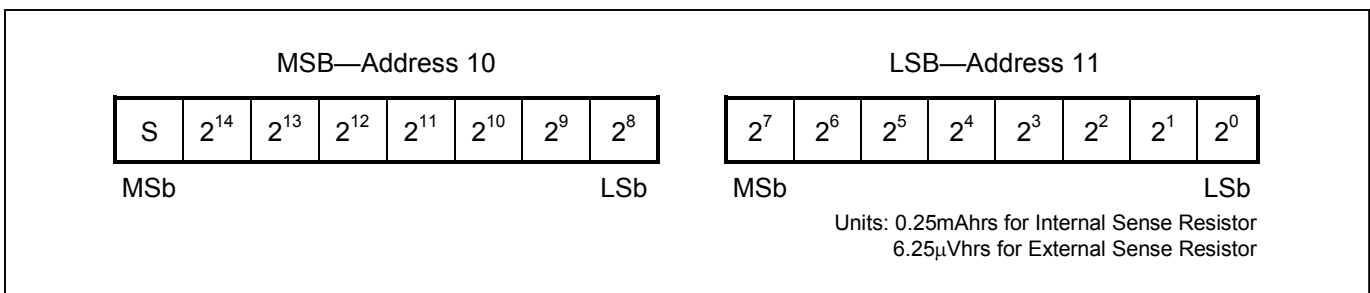 MSB—Address 10 LSB—Address 11
S 2^14 2^13 2^12 2^11 2^10 2^9 2^8 2^7 2^6 2^5 2^4 2^3 2^2 2^1 2^0
MSb LSb MSb LSb
Units: 0.25mAhrs for Internal Sense Resistor
6.25μVhrs for External Sense Resistor